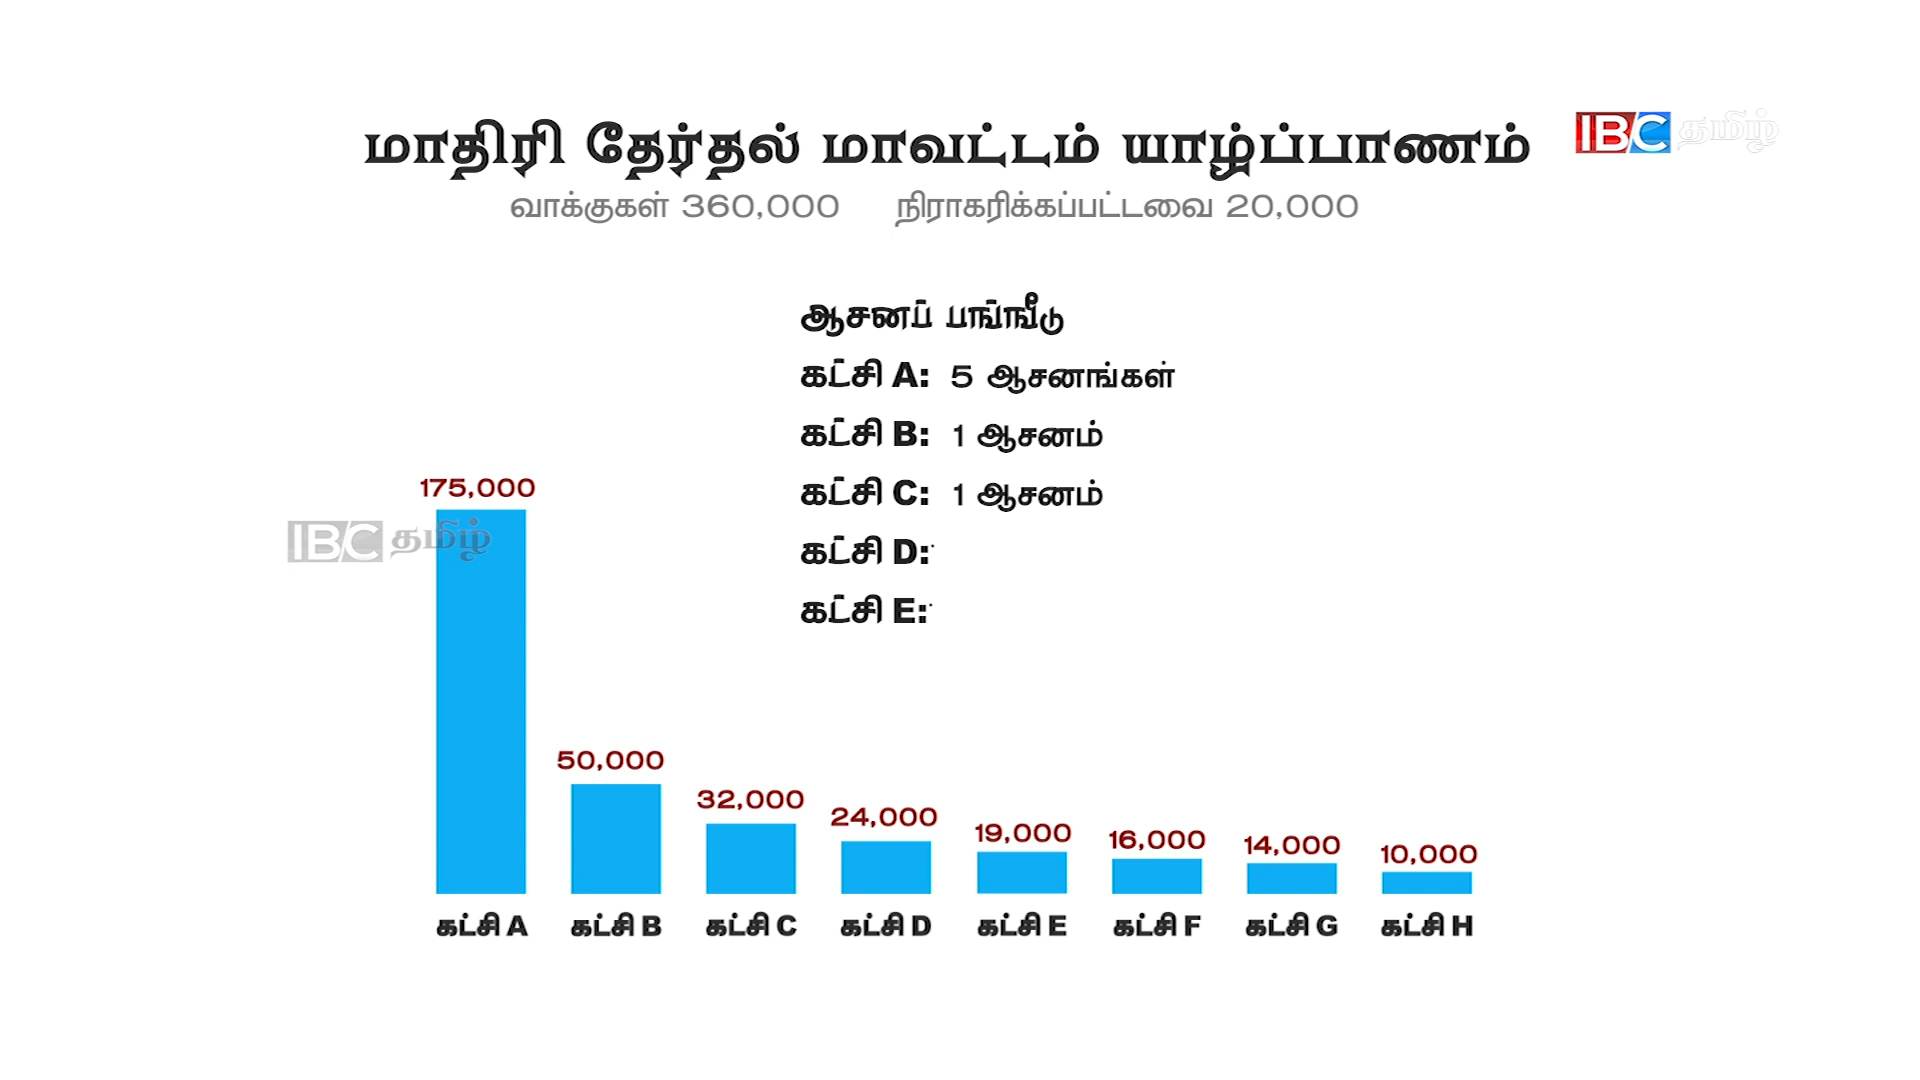 மாதிரி தேர்தல் மாவட்டம் யாழ்ப்பாணம்
IBC தமிழ்
வாக்குகள் 360,000 நிராகரிக்கப்பட்டவை 20,000
ஆசனப் பங்கீடு
கட்சி A: 5 ஆசனங்கள்
கட்சி B: 1 ஆசனம்
கட்சி C: 1 ஆசனம்
கட்சி D:
கட்சி E:
175,000
IBC தமிழ்
50,000
32,000
24,000
19,000
16,000
14,000
10,000
கட்சி A கட்சி B கட்சி C கட்சி D கட்சி E கட்சி F கட்சி G கட்சி H